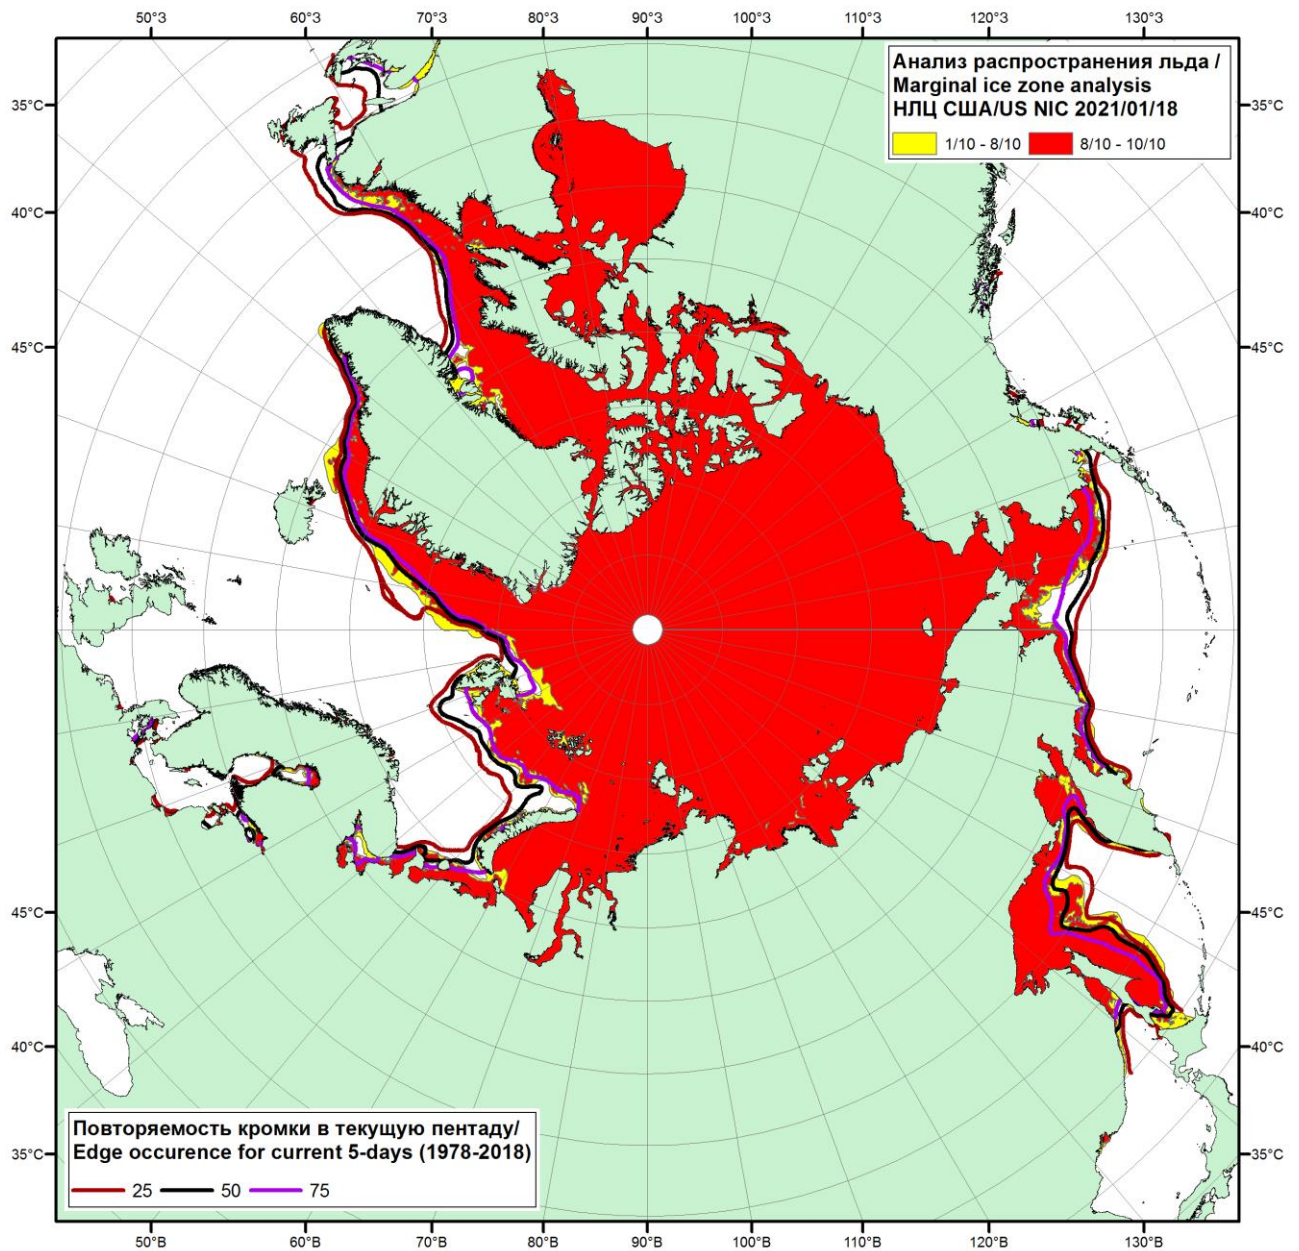 50°З 60°З 70°З 80°З 90°З 100°З 110°З 120°З 130°З
Анализ распространения льда /
Marginal ice zone analysis
НЛЦ США/US NIC 2021/01/18
1/10 - 8/10 8/10 - 10/10
35°С 35°С
40°С 40°С
45°С 45°С
45°С 45°С
40°С 40°С
35°С 35°С
Повторяемость кромки в текущую пентаду/
Edge occurence for current 5-days (1978-2018)
25 50 75
50°В 60°В 70°В 80°В 90°В 100°В 110°В 120°В 130°В